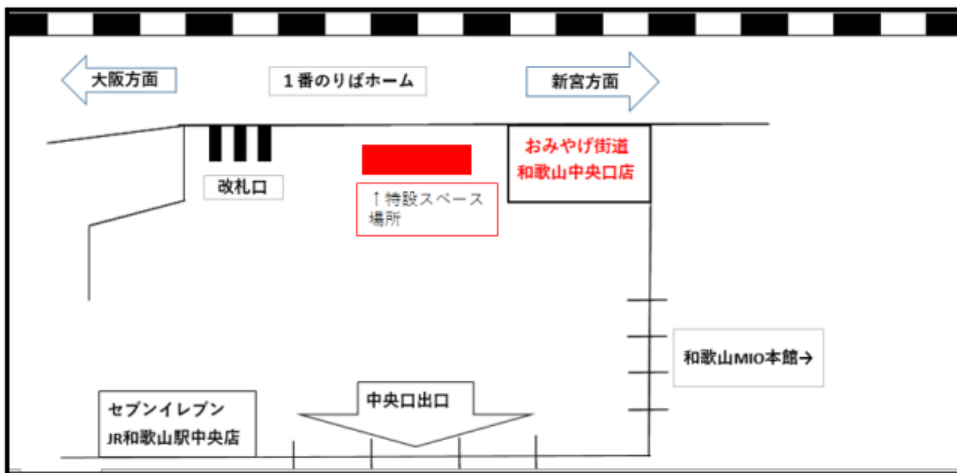 大阪方面
１番のりばホーム
新宮方面
おみやげ街道
和歌山中央口店
改札口
↑特設スペース
場所
和歌山MIO本館→
中央口出口
セブンイレブン
JR和歌山駅中央店